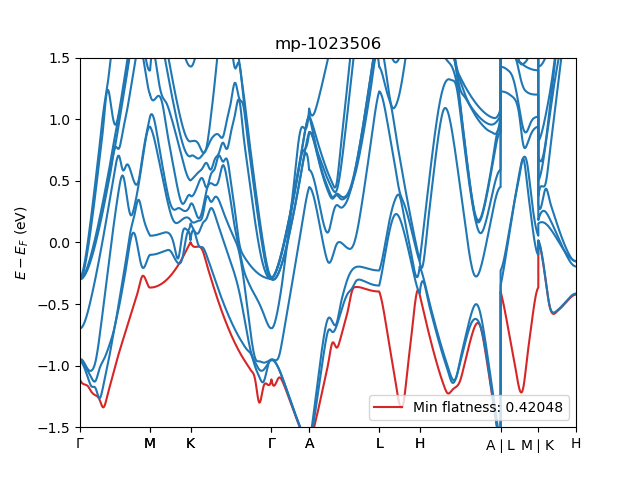 mp-1023506
E − E_F (eV)
1.5
1.0
0.5
0.0
−0.5
−1.0
−1.5
Min flatness: 0.42048
Γ M K Γ A L H A | L M | K H